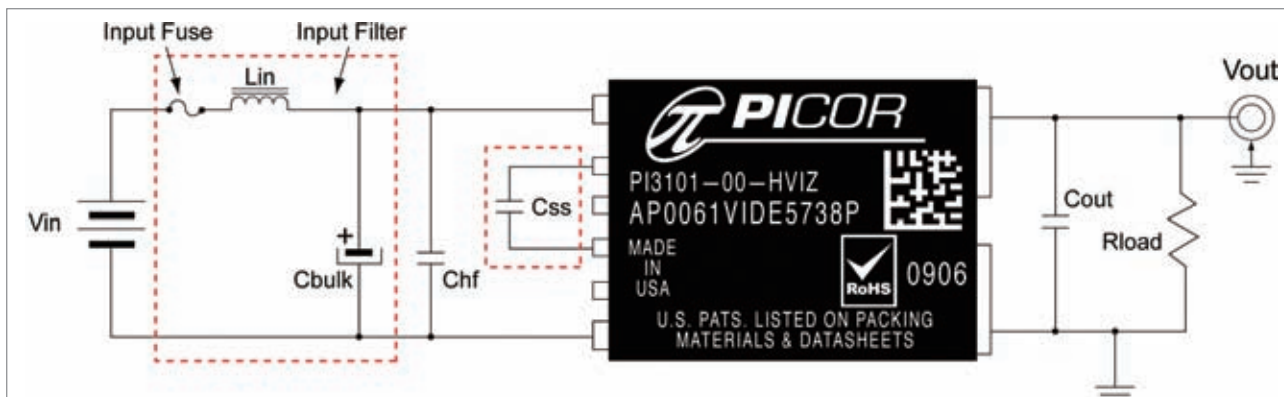 Input Fuse
Input Filter
Lin
Vin
Cbulk
Chf
Css
PICOR
PI3101-00-HVIZ
AP0061VIDE5738P
MADE
IN
USA
RoHS
0906
U.S. PATS. LISTED ON PACKING
MATERIALS & DATASHEETS
Cout
Rload
Vout